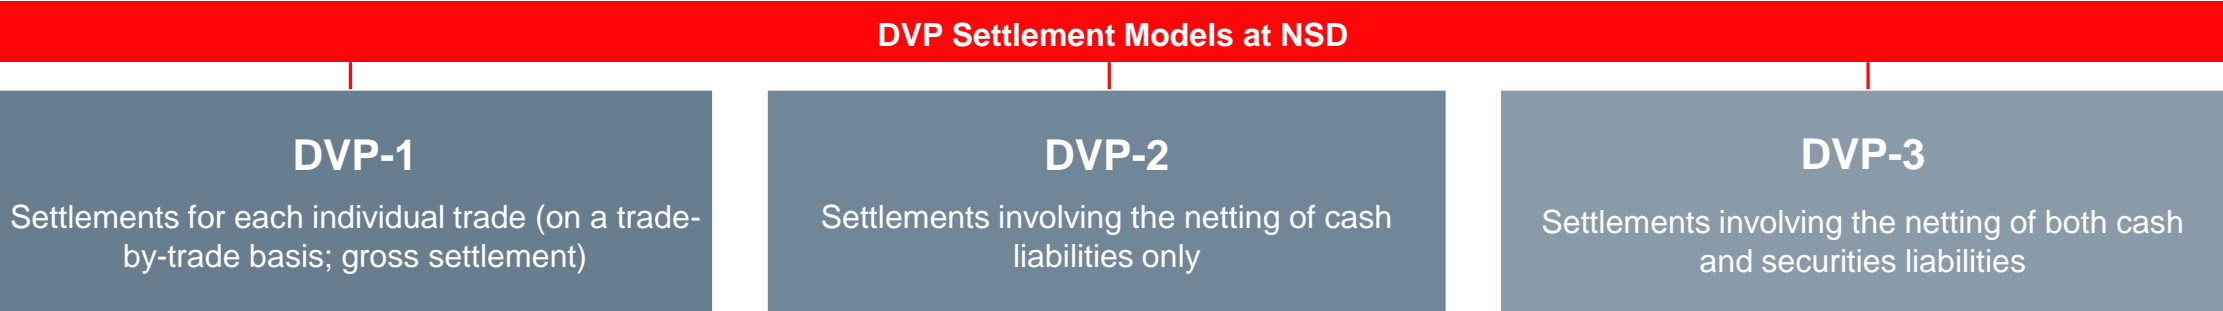 DVP Settlement Models at NSD
DVP-1
Settlements for each individual trade (on a trade-
by-trade basis; gross settlement)
DVP-2
Settlements involving the netting of cash
liabilities only
DVP-3
Settlements involving the netting of both cash
and securities liabilities